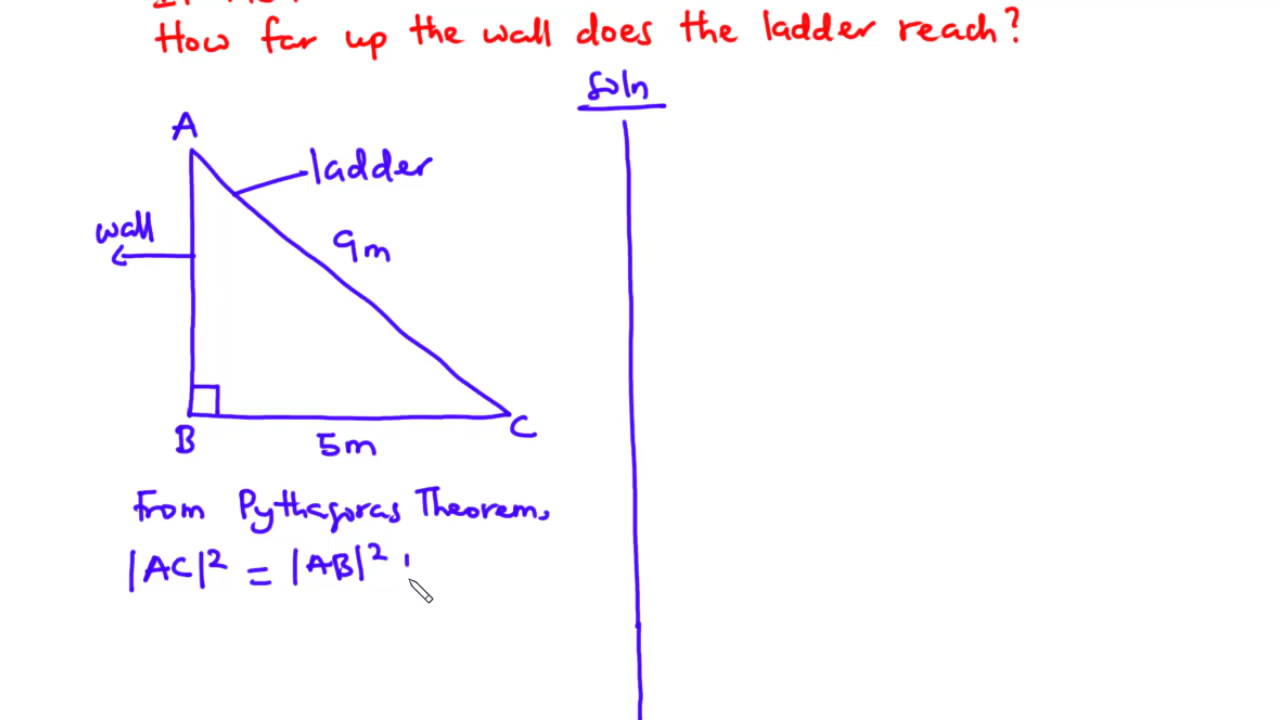 How far up the wall does the ladder reach?
Soln
A
ladder
wall
9m
B
C
5m
From Pythagoras Theorem,
|AC|² = |AB|²